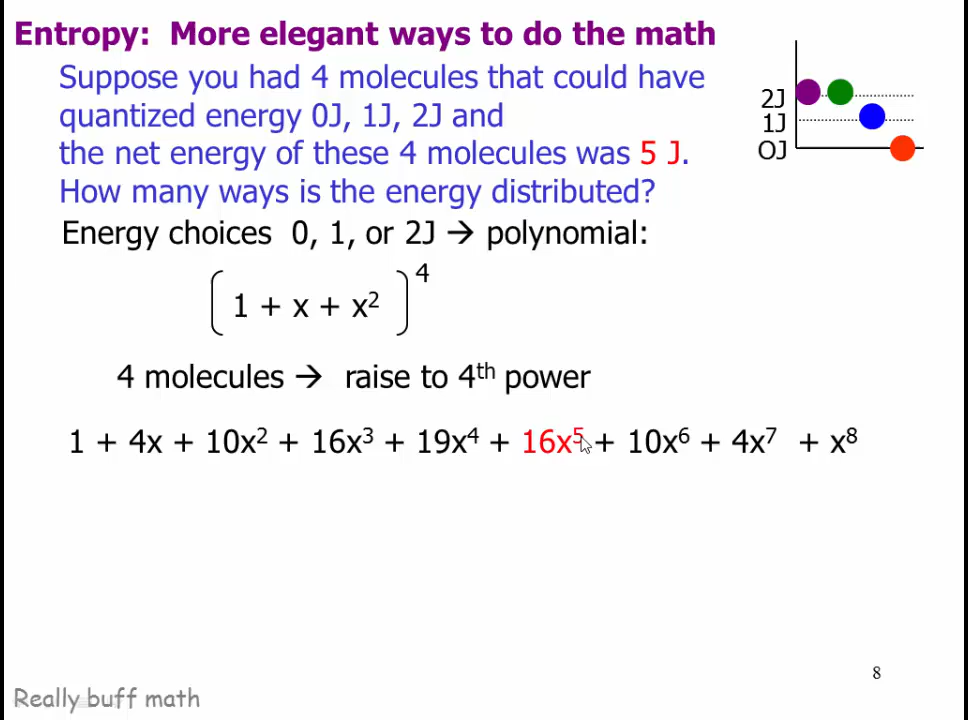 Entropy: More elegant ways to do the math
Suppose you had 4 molecules that could have
quantized energy 0J, 1J, 2J and
the net energy of these 4 molecules was 5 J.
How many ways is the energy distributed?
2J
1J
OJ
Energy choices 0, 1, or 2J → polynomial:
(1 + x + x²)⁴
4 molecules → raise to 4th power
1 + 4x + 10x² + 16x³ + 19x⁴ + 16x⁵ + 10x⁶ + 4x⁷ + x⁸
8
Really buff math